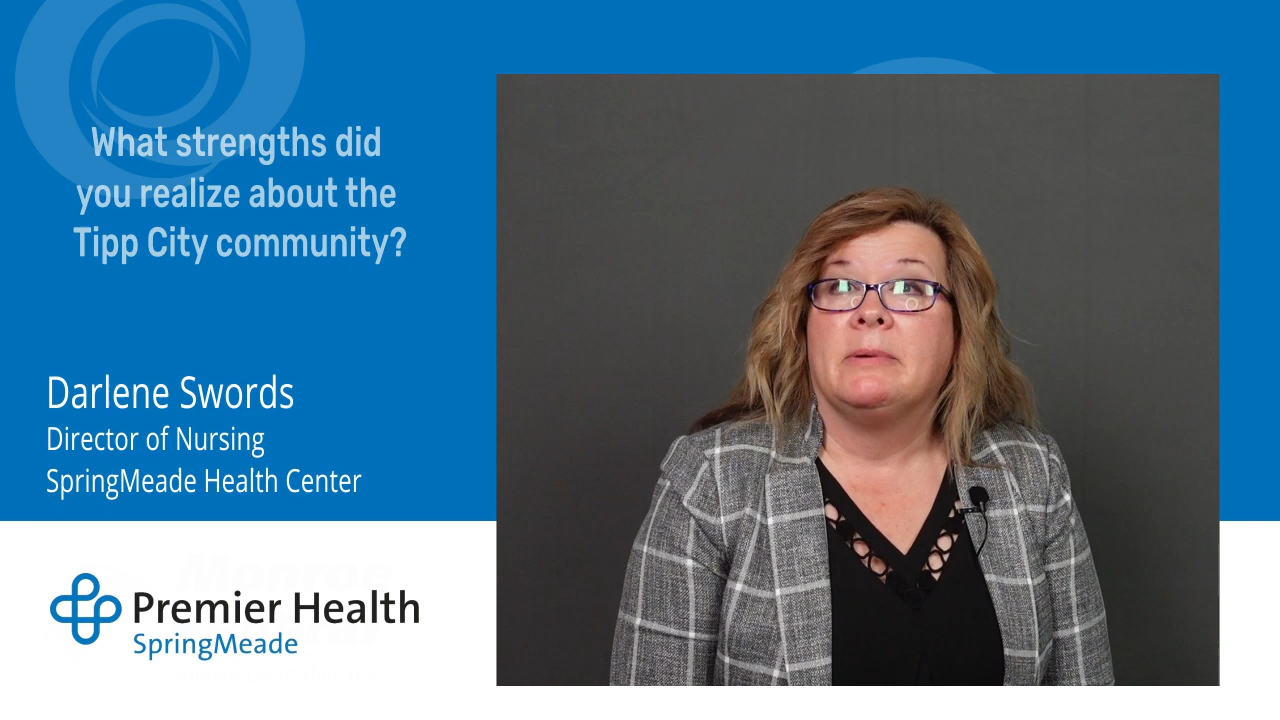 What strengths did
you realize about the
Tipp City community?
Darlene Swords
Director of Nursing
SpringMeade Health Center
Premier Health
SpringMeade
Monroe